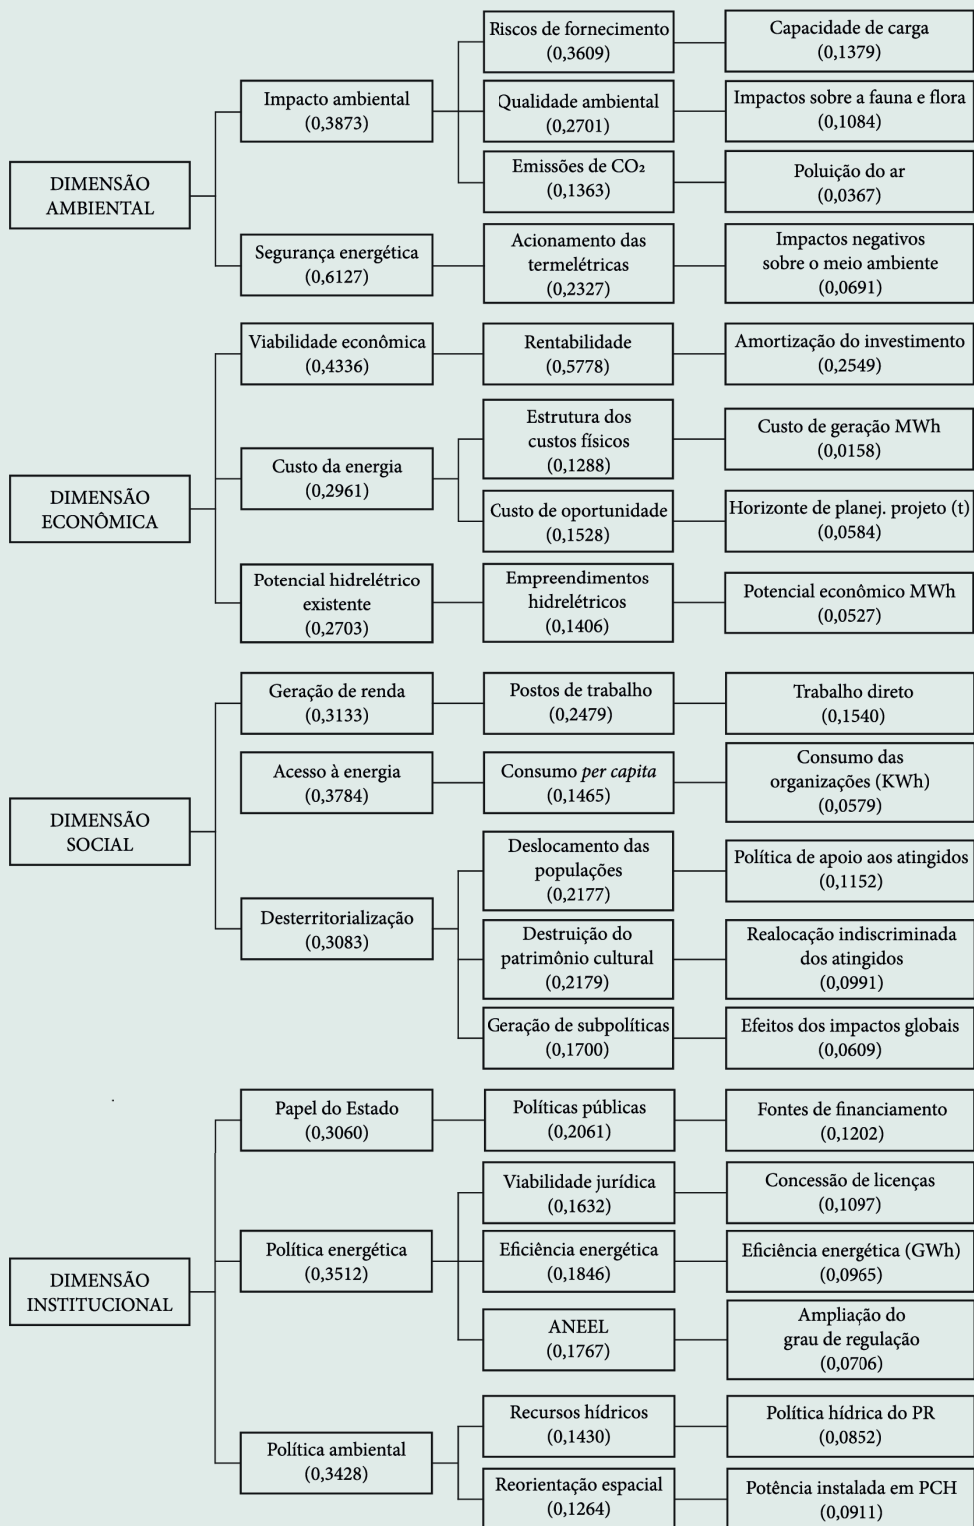 DIMENSÃO
AMBIENTAL
Impacto ambiental
(0,3873)
Riscos de fornecimento
(0,3609)
Capacidade de carga
(0,1379)
Qualidade ambiental
(0,2701)
Impactos sobre a fauna e flora
(0,1084)
Emissões de CO₂
(0,1363)
Poluição do ar
(0,0367)
Segurança energética
(0,6127)
Acionamento das
termelétricas
(0,2327)
Impactos negativos
sobre o meio ambiente
(0,0691)
DIMENSÃO
ECONÔMICA
Viabilidade econômica
(0,4336)
Rentabilidade
(0,5778)
Amortização do investimento
(0,2549)
Custo da energia
(0,2961)
Estrutura dos
custos físicos
(0,1288)
Custo de geração MWh
(0,0158)
Custo de oportunidade
(0,1528)
Horizonte de planej. projeto (t)
(0,0584)
Potencial hidrelétrico
existente
(0,2703)
Empreendimentos
hidrelétricos
(0,1406)
Potencial econômico MWh
(0,0527)
DIMENSÃO
SOCIAL
Geração de renda
(0,3133)
Postos de trabalho
(0,2479)
Trabalho direto
(0,1540)
Acesso à energia
(0,3784)
Consumo per capita
(0,1465)
Consumo das
organizações (KWh)
(0,0579)
Desterritorialização
(0,3083)
Deslocamento das
populações
(0,2177)
Política de apoio aos atingidos
(0,1152)
Destruição do
patrimônio cultural
(0,2179)
Realocação indiscriminada
dos atingidos
(0,0991)
Geração de subpolíticas
(0,1700)
Efeitos dos impactos globais
(0,0609)
DIMENSÃO
INSTITUCIONAL
Papel do Estado
(0,3060)
Políticas públicas
(0,2061)
Fontes de financiamento
(0,1202)
Política energética
(0,3512)
Viabilidade jurídica
(0,1632)
Concessão de licenças
(0,1097)
Eficiência energética
(0,1846)
Eficiência energética (GWh)
(0,0965)
ANEEL
(0,1767)
Ampliação do
grau de regulação
(0,0706)
Política ambiental
(0,3428)
Recursos hídricos
(0,1430)
Política hídrica do PR
(0,0852)
Reorientação espacial
(0,1264)
Potência instalada em PCH
(0,0911)